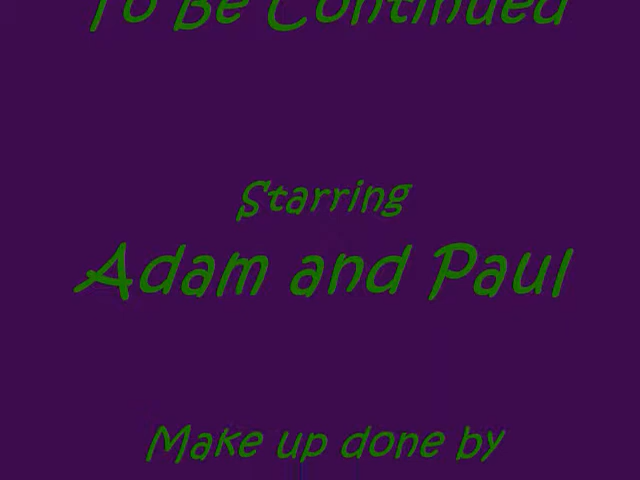 To Be Continued
Starring
Adam and Paul
Make up done by